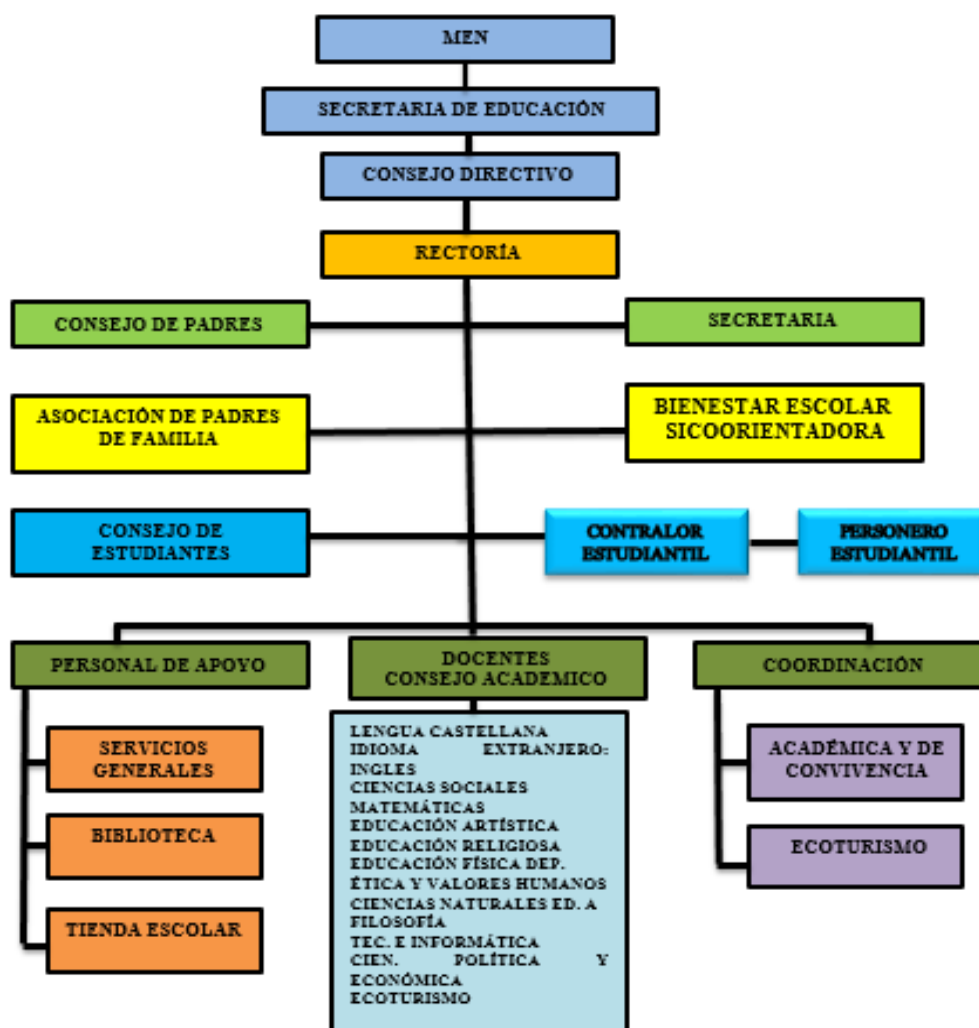 MEN
SECRETARIA DE EDUCACIÓN
CONSEJO DIRECTIVO
RECTORÍA
CONSEJO DE PADRES
SECRETARIA
ASOCIACIÓN DE PADRES
DE FAMILIA
BIENESTAR ESCOLAR
SICOORIENTADORA
CONSEJO DE
ESTUDIANTES
CONTRALOR
ESTUDIANTIL
PERSONERO
ESTUDIANTIL
PERSONAL DE APOYO
DOCENTES
CONSEJO ACADEMICO
COORDINACIÓN
SERVICIOS
GENERALES
BIBLIOTECA
TIENDA ESCOLAR
LENGUA CASTELLANA
IDIOMA EXTRANJERO:
INGLES
CIENCIAS SOCIALES
MATEMÁTICAS
EDUCACIÓN ARTÍSTICA
EDUCACIÓN RELIGIOSA
EDUCACIÓN FÍSICA DEP.
ÉTICA Y VALORES HUMANOS
CIENCIAS NATURALES ED. A
FILOSOFÍA
TEC. E INFORMÁTICA
CIEN. POLÍTICA Y
ECONÓMICA
ECOTURISMO
ACADÉMICA Y DE
CONVIVENCIA
ECOTURISMO